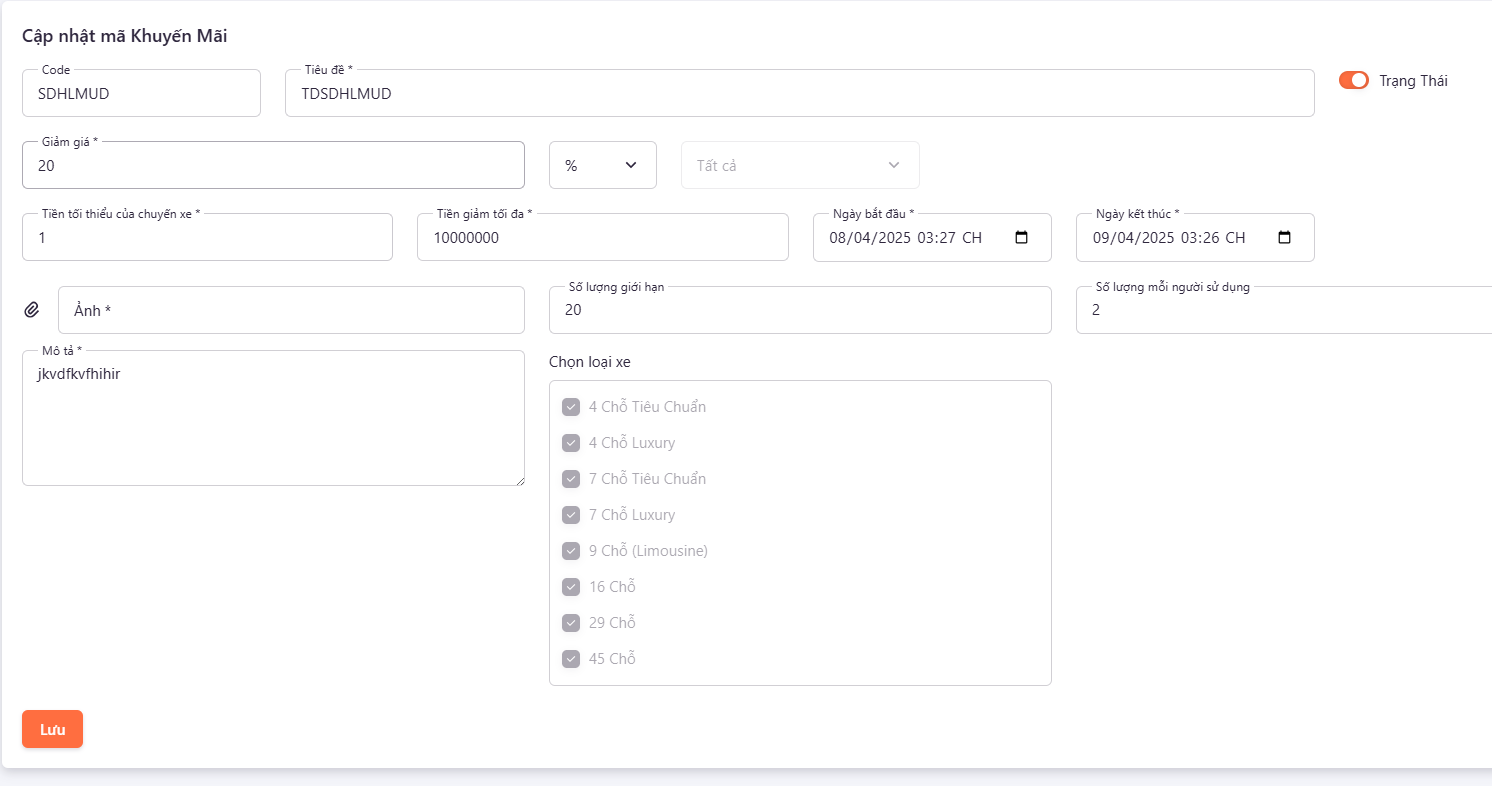 Cập nhật mã Khuyến Mãi
Code
SDHLMUD
Tiêu đề *
TDSDHLMUD
Trạng Thái
Giảm giá *
20
%
Tất cả
Tiền tối thiểu của chuyến xe *
1
Tiền giảm tối đa *
10000000
Ngày bắt đầu *
08/04/2025 03:27 CH
Ngày kết thúc *
09/04/2025 03:26 CH
Ảnh *
Số lượng giới hạn
20
Số lượng mỗi người sử dụng
2
Mô tả *
jkvdfkvfhihir
Chọn loại xe
4 Chỗ Tiêu Chuẩn
4 Chỗ Luxury
7 Chỗ Tiêu Chuẩn
7 Chỗ Luxury
9 Chỗ (Limousine)
16 Chỗ
29 Chỗ
45 Chỗ
Lưu